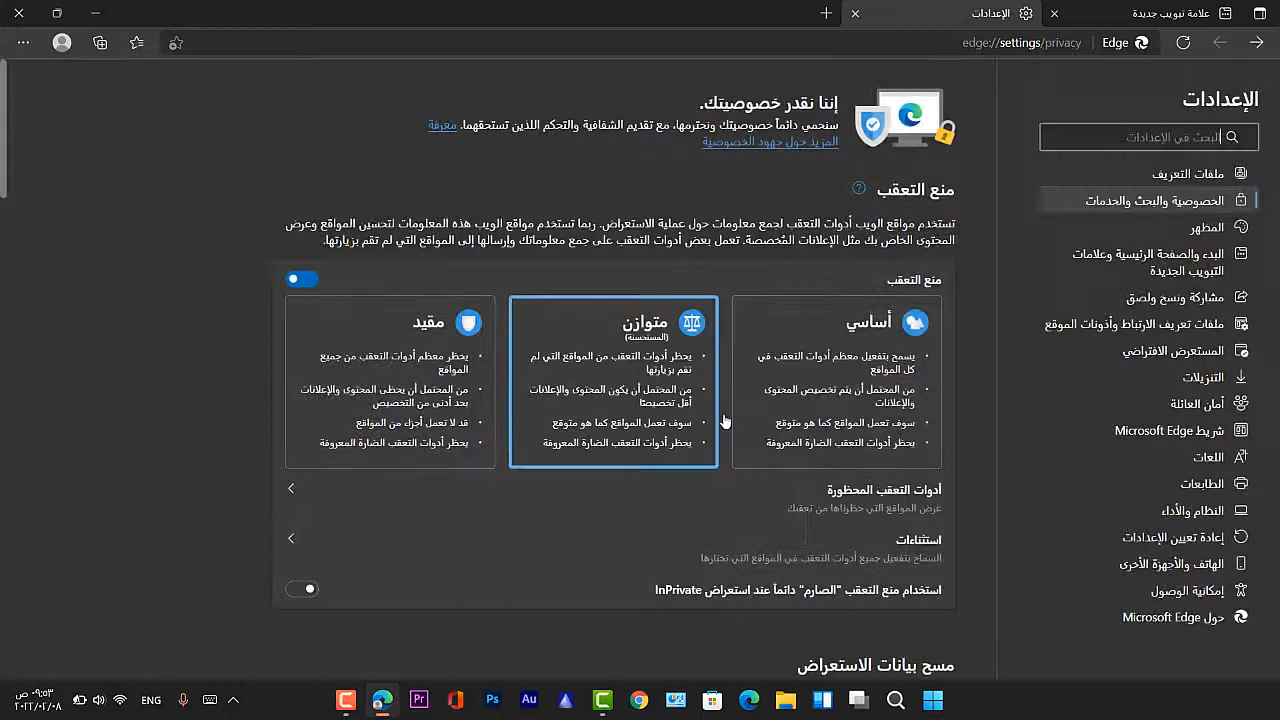 علامة تبويب جديدة
الإعدادات
Edge
edge://settings/privacy
الإعدادات
البحث في الإعدادات
ملفات التعريف
الخصوصية والبحث والخدمات
المظهر
البدء والصفحة الرئيسية وعلامات
التبويب الجديدة
مشاركة ونسخ ولصق
ملفات تعريف الارتباط وأذونات الموقع
المستعرض الافتراضي
التنزيلات
أمان العائلة
شريط Microsoft Edge
اللغات
الطابعات
النظام والأداء
إعادة تعيين الإعدادات
الهاتف والأجهزة الأخرى
إمكانية الوصول
حول Microsoft Edge
إننا نقدر خصوصيتك.
سنحمي دائماً خصوصيتك ونحترمها، مع تقديم الشفافية والتحكم اللذين تستحقهما. معرفة
المزيد حول جهود الخصوصية
منع التعقب
تستخدم مواقع الويب أدوات التعقب لجمع معلومات حول عملية الاستعراض. ربما تستخدم مواقع الويب هذه المعلومات لتحسين المواقع وعرض
المحتوى الخاص بك مثل الإعلانات المُخصصة. تعمل بعض أدوات التعقب على جمع معلوماتك وإرسالها إلى المواقع التي لم تقم بزيارتها.
منع التعقب
أساسي
يسمح بتفعيل معظم أدوات التعقب في
كل المواقع
من المحتمل أن يتم تخصيص المحتوى
والإعلانات
سوف تعمل المواقع كما هو متوقع
يحظر أدوات التعقب الضارة المعروفة
متوازن
(المستحسنة)
يحظر أدوات التعقب من المواقع التي لم
تقم بزيارتها
من المحتمل أن يكون المحتوى والإعلانات
أقل تخصيصًا
سوف تعمل المواقع كما هو متوقع
يحظر أدوات التعقب الضارة المعروفة
مقيد
يحظر معظم أدوات التعقب من جميع
المواقع
من المحتمل أن يحظى المحتوى والإعلانات
بحد أدنى من التخصيص
قد لا تعمل أجزاء من المواقع
يحظر أدوات التعقب الضارة المعروفة
أدوات التعقب المحظورة
عرض المواقع التي حظرناها من تعقبك
استثناءات
السماح بتفعيل جميع أدوات التعقب في المواقع التي تختارها
استخدام منع التعقب "الصارم" دائماً عند استعراض InPrivate
مسح بيانات الاستعراض
Pr
Ps
Au
ENG
٠٩:٥٣ ص
٢٠٢٢/٠٢/٠٨